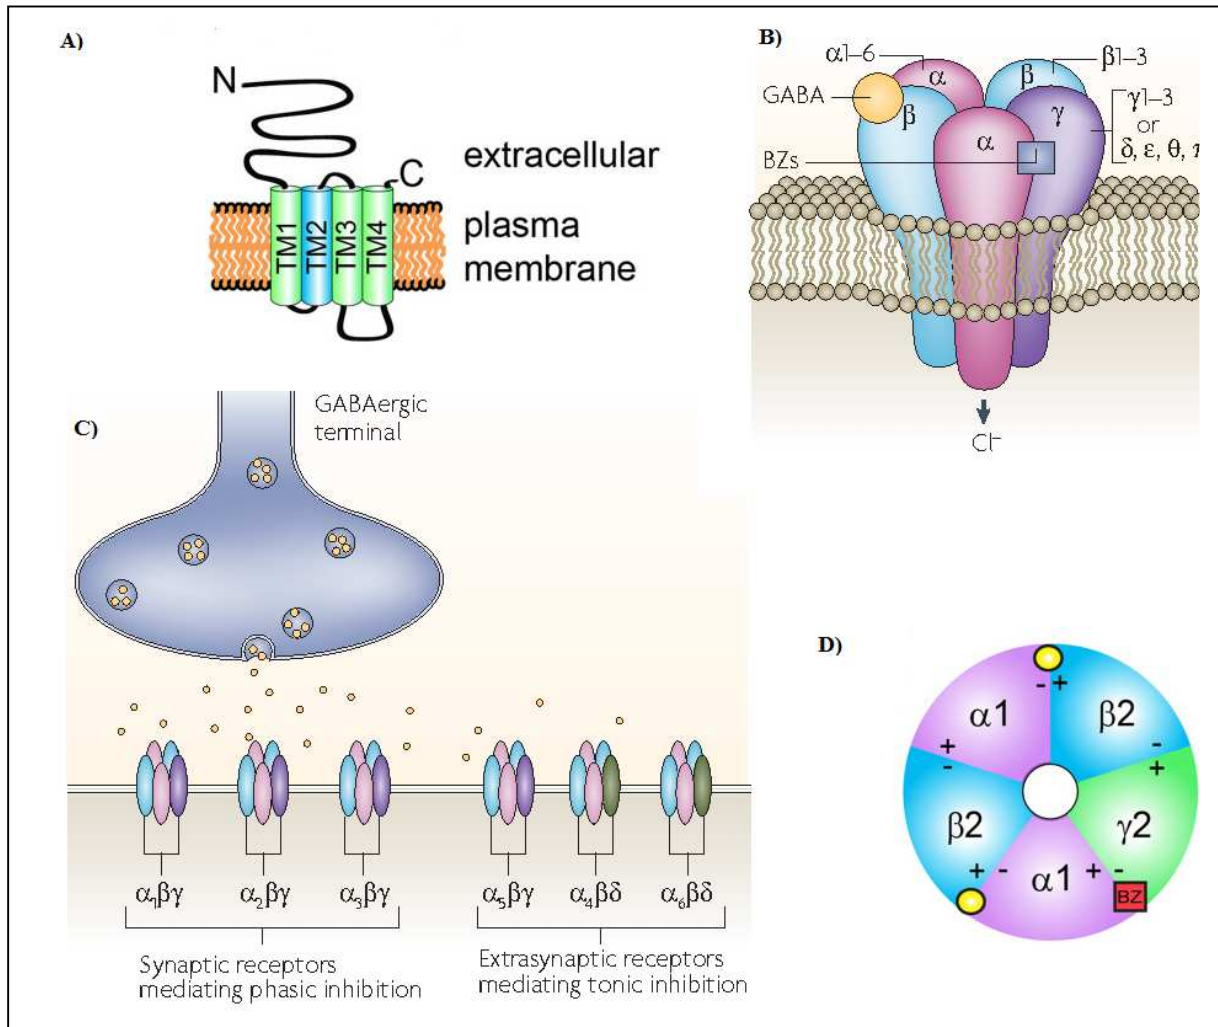 A)
N
C
extracellular
plasma
membrane
TM1
TM2
TM3
TM4
B)
α1–6
α
β
β1–3
GABA
β
γ
γ1–3
or
δ, ε, θ,
α
BZs
Cl⁻
C)
GABAergic
terminal
α₁βγ
α₂βγ
α₃βγ
α₅βγ
α₄βδ
α₆βδ
Synaptic receptors
mediating phasic inhibition
Extrasynaptic receptors
mediating tonic inhibition
D)
- +
α1
β2
+
-
-
+
β2
γ2
+ -
α1
+ -
BZ